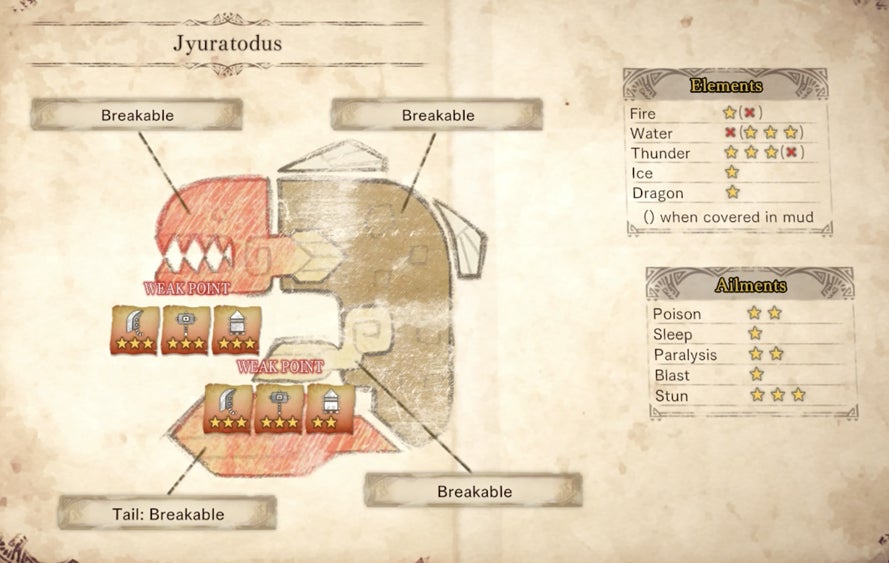 Jyuratodus
Breakable
Breakable
WEAK POINT
WEAK POINT
Tail: Breakable
Breakable
Elements
Fire ★(✖)
Water ✖(★★★)
Thunder ★★★(✖)
Ice ★
Dragon ★
() when covered in mud
Ailments
Poison ★★
Sleep ★
Paralysis ★★
Blast ★
Stun ★★★